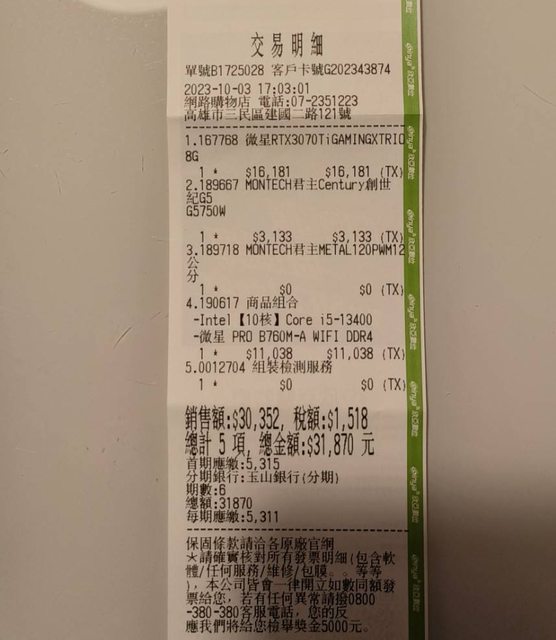 交易明細
單號B1725028 客戶卡號G202343874
2023-10-03 17:03:01
網路購物店 電話:07-2351223
高雄市三民區建國二路121號
1.167768 微星RTX3070TiGAMINGXTRIO
8G
1 * $16,181 $16,181 (TX)
2.189667 MONTECH君主Century創世
紀G5
G5750W
1 * $3,133 $3,133 (TX)
3.189718 MONTECH君主METAL120PWM12
公
分
1 * $0 $0 (TX)
4.190617 商品組合
-Intel【10核】Core i5-13400
-微星 PRO B760M-A WIFI DDR4
1 * $11,038 $11,038 (TX)
5.0012704 組裝檢測服務
1 * $0 $0 (TX)
銷售額:$30,352, 稅額:$1,518
總計 5 項, 總金額:$31,870 元
首期應繳:5,315
分期銀行:玉山銀行(分期)
期數:6
總額:31870
每期應繳:5,311
保固條款請洽各原廠官網
*請確實核對所有發票明細(包含軟
體/任何服務/維修/包膜。。等等
), 本公司皆會一律開立如數同額發
票給您, 若有任何異常請撥0800
-380-380客服電話, 您的反
應我們將給您檢舉獎金5000元。